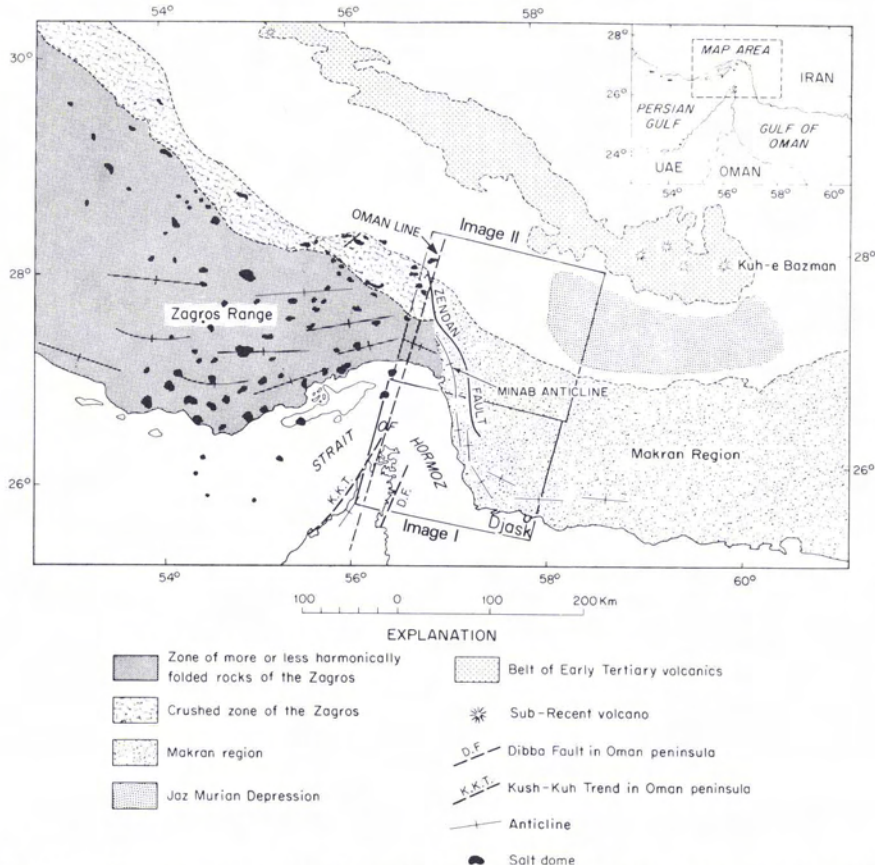 54° 56° 58°
30°
28°
26°
28°
26°
24°
MAP AREA
IRAN
PERSIAN
GULF
GULF OF
OMAN
UAE
OMAN
54° 56° 58° 60°
OMAN LINE
Image II
28°
28°
Kuh-e Bazman
ZENDAN
Zagros Range
FAULT
MINAB ANTICLINE
STRAIT
OF
HORMOZ
Makran Region
26°
26°
K.K.T.
D.F.
Djask
Image I
54° 56° 58° 60°
100 0 100 200 Km
EXPLANATION
Zone of more or less harmonically
folded rocks of the Zagros
Crushed zone of the Zagros
Makran region
Jaz Murian Depression
Belt of Early Tertiary volcanics
Sub-Recent volcano
D.F. Dibba Fault in Oman peninsula
K.K.T. Kush-Kuh Trend in Oman peninsula
Anticline
Salt dome